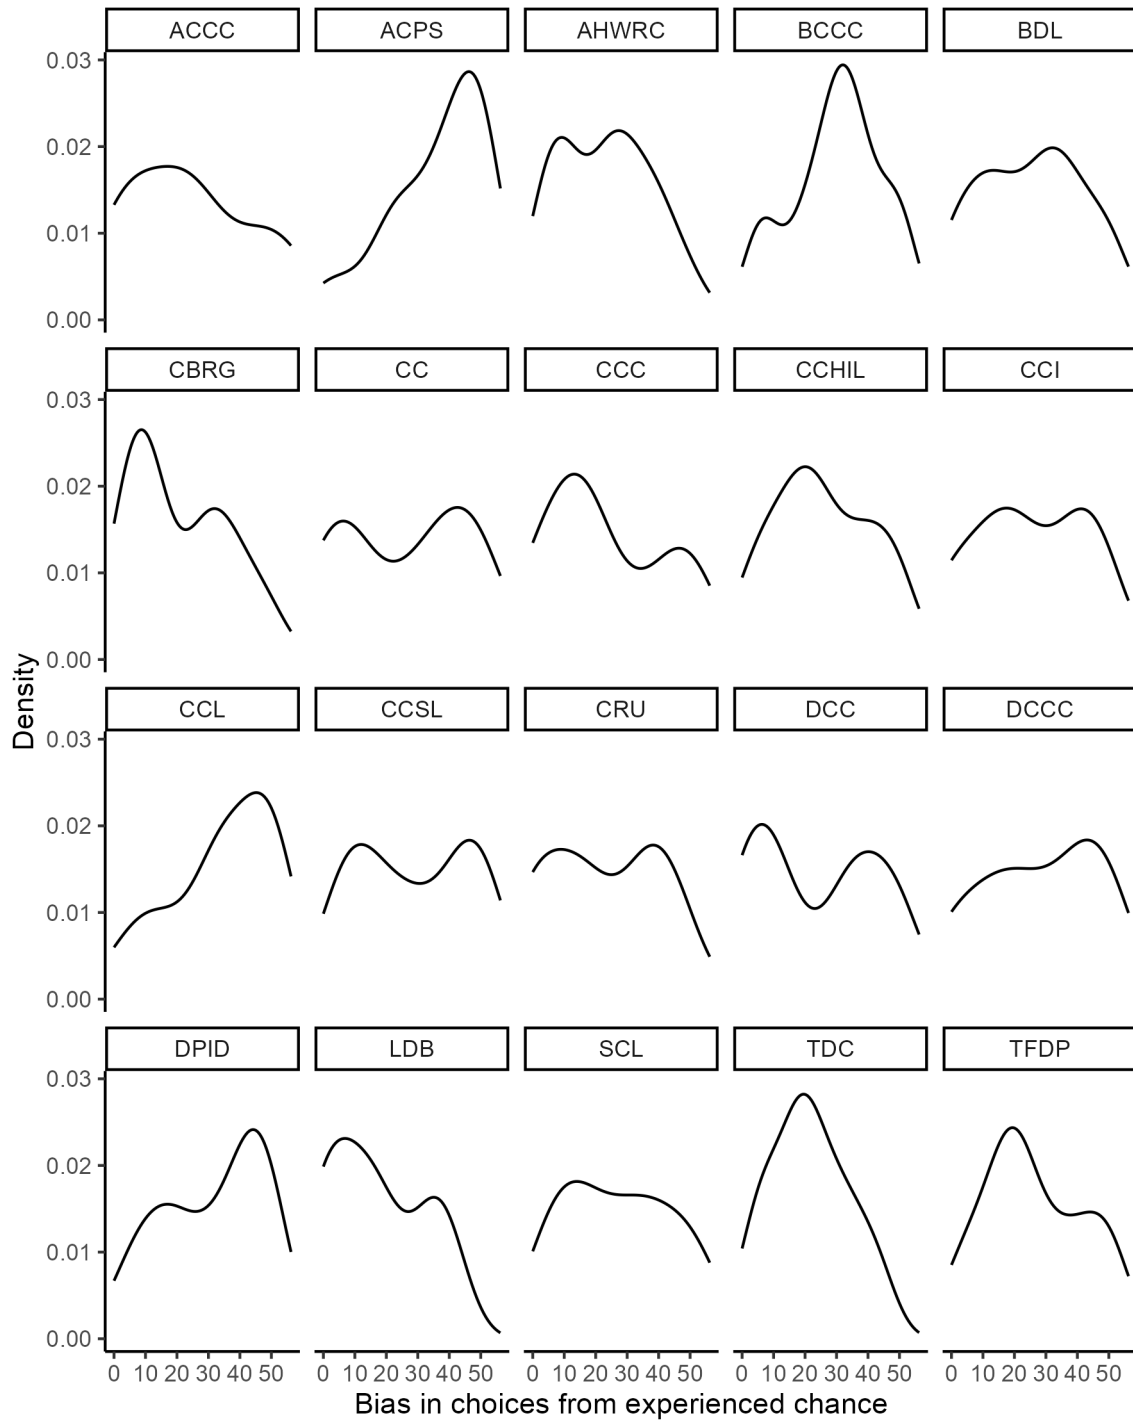 ACCC ACPS AHWRC BCCC BDL
0.03
0.02
0.01
0.00
CBRG CC CCC CCHIL CCI
0.03
0.02
0.01
0.00
CCL CCSL CRU DCC DCCC
0.03
0.02
0.01
0.00
DPID LDB SCL TDC TFDP
0.03
0.02
0.01
0.00
0 10 20 30 40 50 0 10 20 30 40 50 0 10 20 30 40 50 0 10 20 30 40 50 0 10 20 30 40 50
Bias in choices from experienced chance
Density